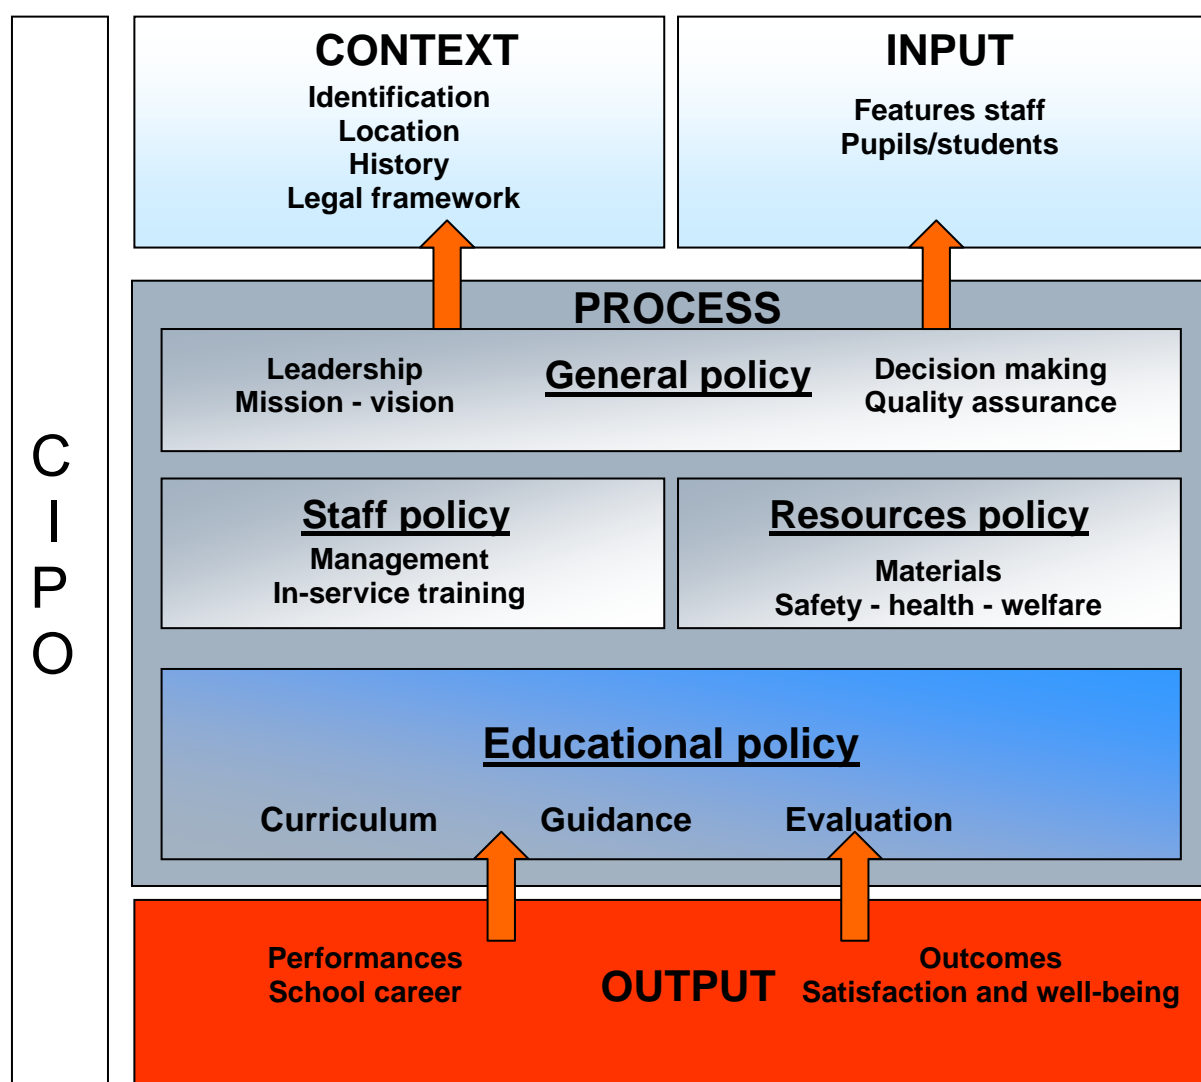 C
I
P
O
CONTEXT
Identification
Location
History
Legal framework
INPUT
Features staff
Pupils/students
PROCESS
Leadership
Mission - vision
General policy
Decision making
Quality assurance
Staff policy
Management
In-service training
Resources policy
Materials
Safety - health - welfare
Educational policy
Curriculum Guidance Evaluation
Performances
School career
OUTPUT
Outcomes
Satisfaction and well-being